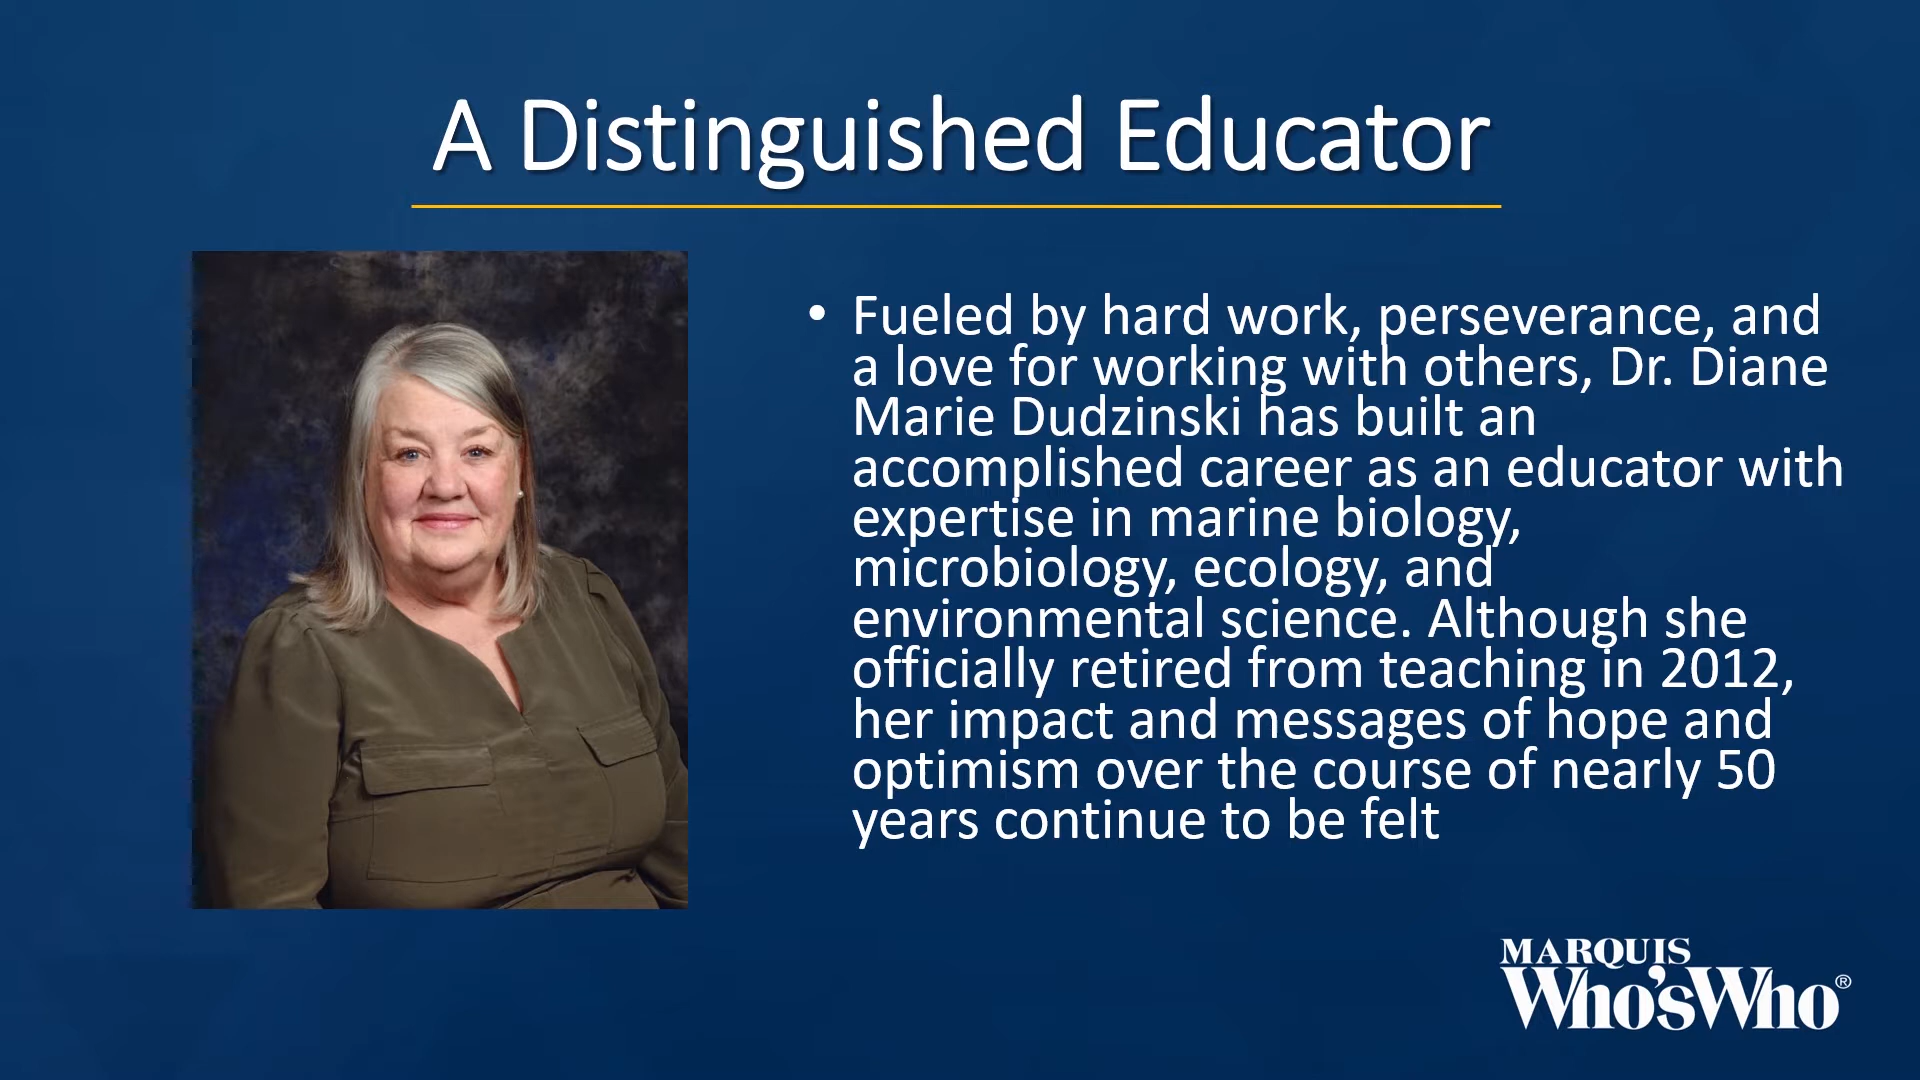 A Distinguished Educator
• Fueled by hard work, perseverance, and
a love for working with others, Dr. Diane
Marie Dudzinski has built an
accomplished career as an educator with
expertise in marine biology,
microbiology, ecology, and
environmental science. Although she
officially retired from teaching in 2012,
her impact and messages of hope and
optimism over the course of nearly 50
years continue to be felt
MARQUIS
Who'sWho®